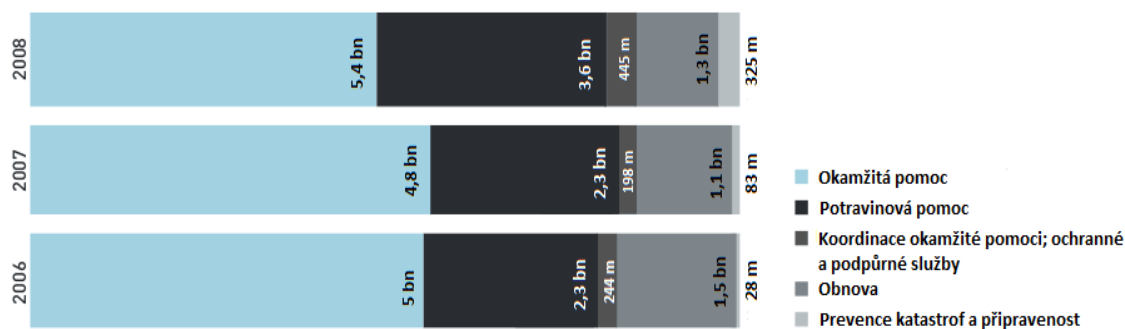 2008
5,4 bn
3,6 bn
445 m
1,3 bn
325 m
2007
4,8 bn
2,3 bn
198 m
1,1 bn
83 m
2006
5 bn
2,3 bn
244 m
1,5 bn
28 m
Okamžitá pomoc
Potravinová pomoc
Koordinace okamžité pomoci; ochranné
a podpůrné služby
Obnova
Prevence katastrof a připravenost